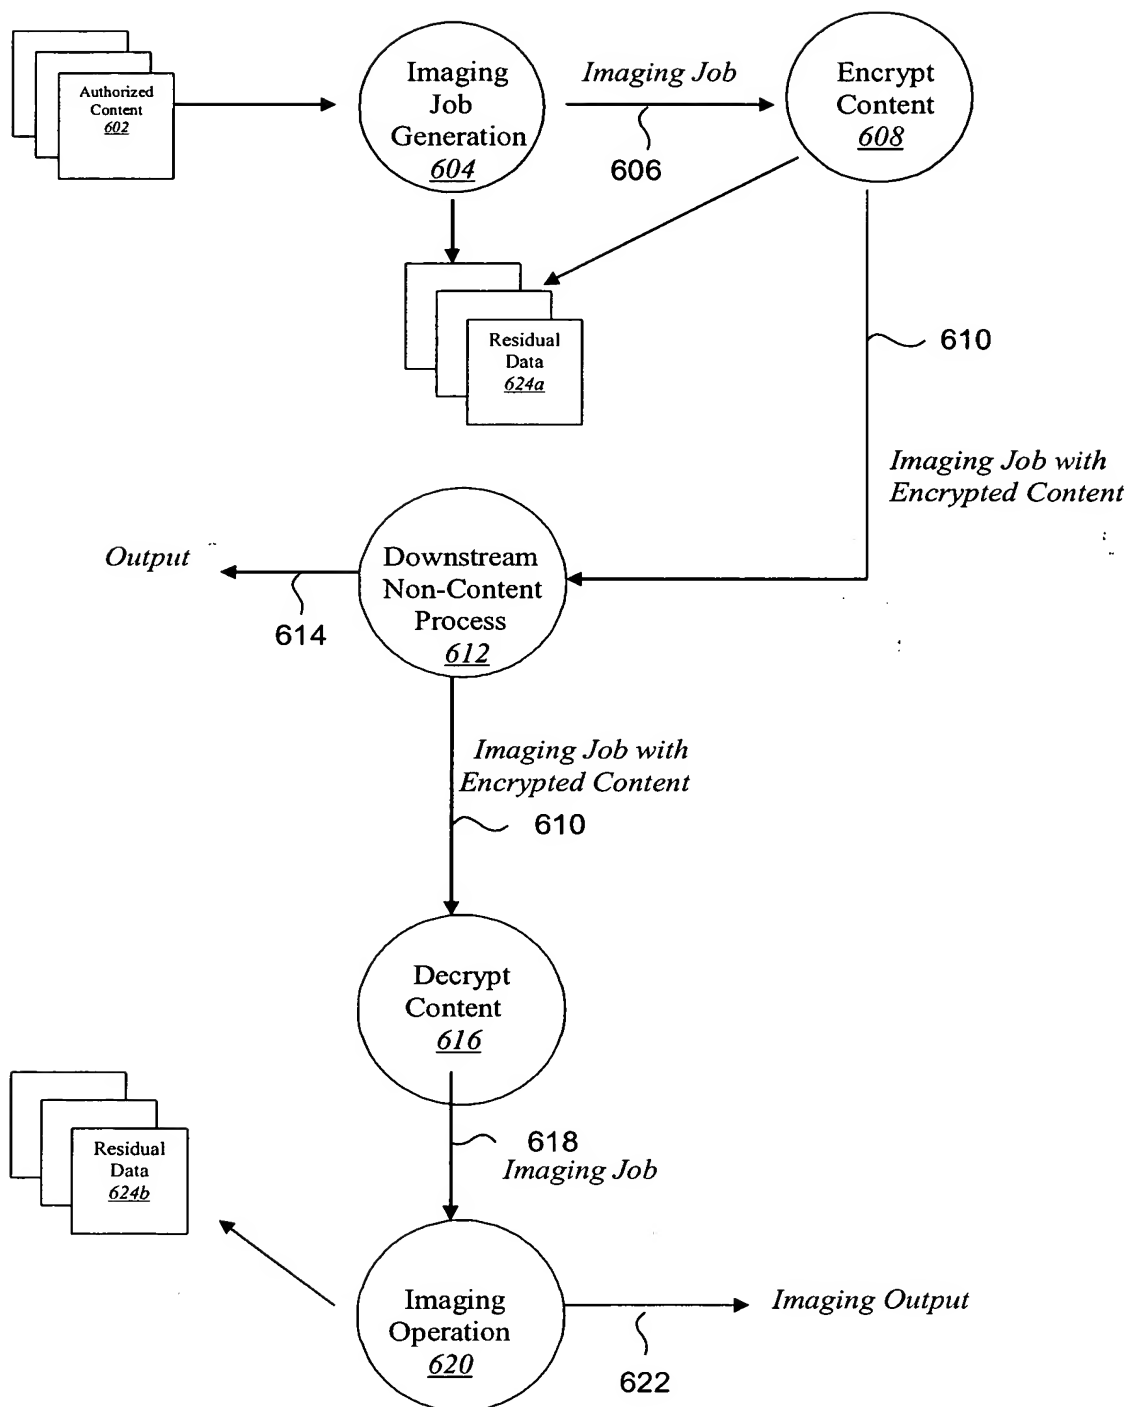 Authorized
Content
602
Imaging
Job
Generation
604
Imaging Job
606
Encrypt
Content
608
Residual
Data
624a
610
Imaging Job with
Encrypted Content
Output
614
Downstream
Non-Content
Process
612
Imaging Job with
Encrypted Content
610
Decrypt
Content
616
618
Imaging Job
Residual
Data
624b
Imaging
Operation
620
Imaging Output
622